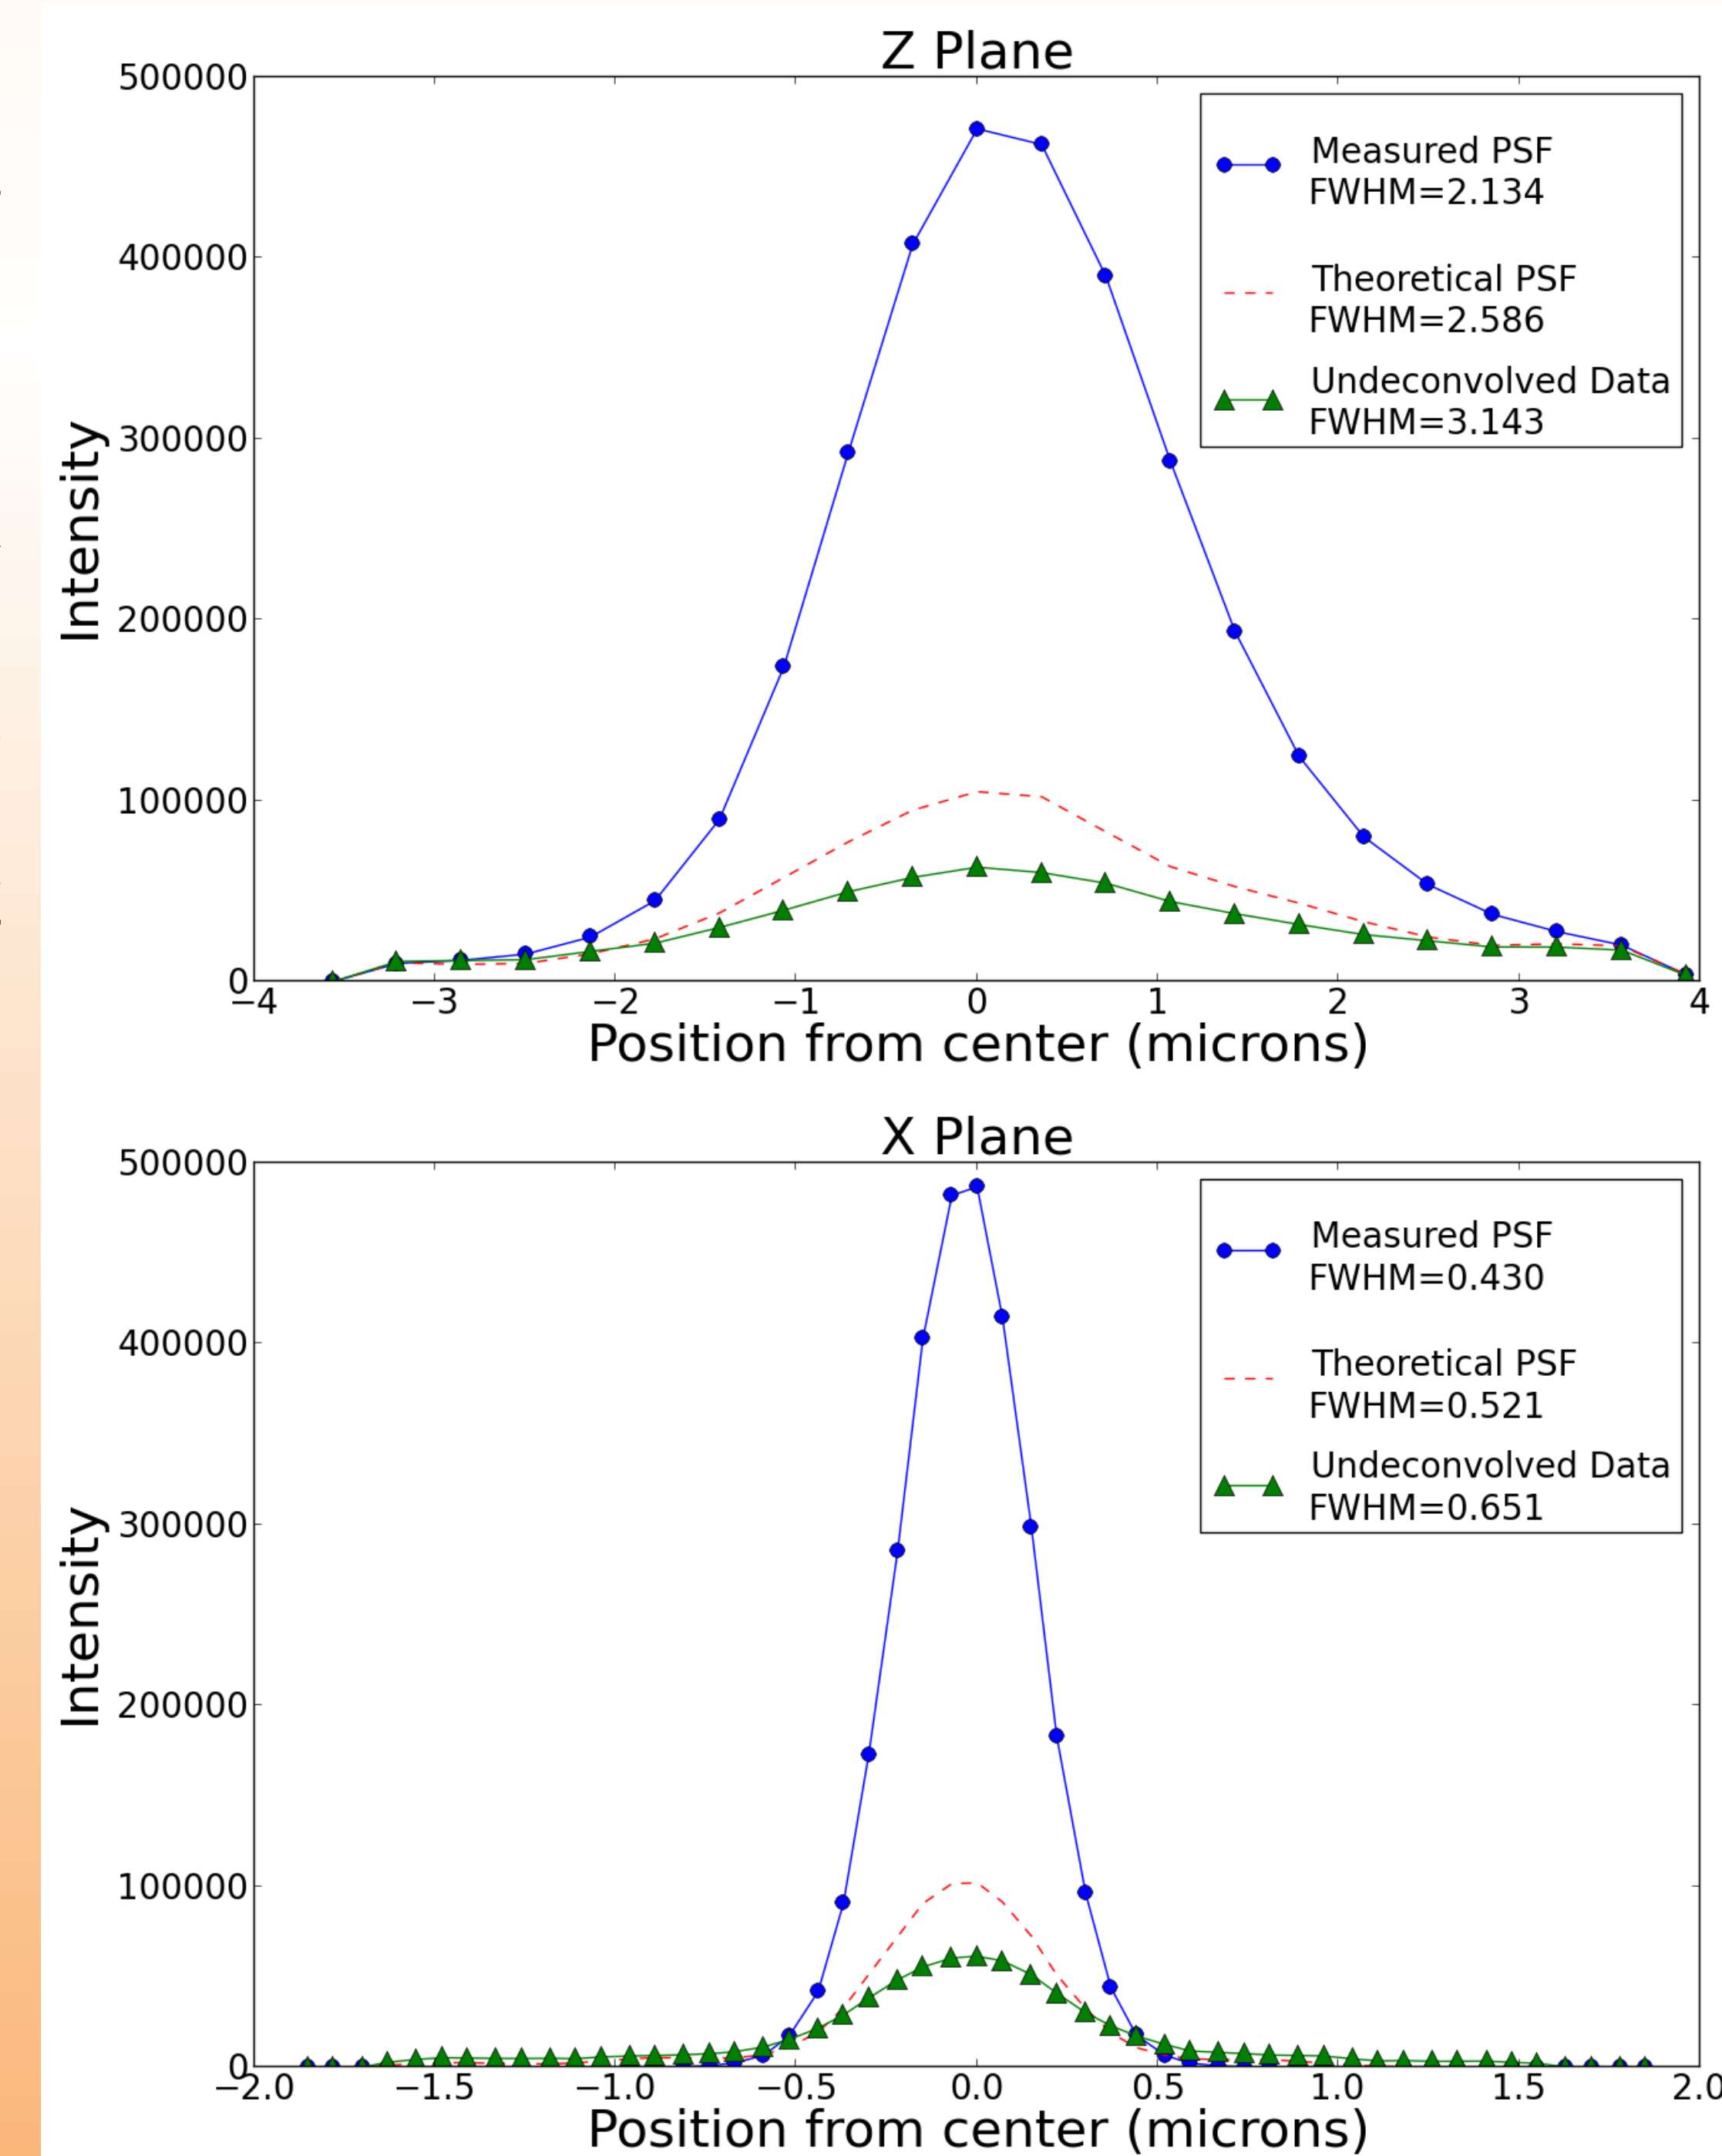 Z Plane
500000
400000
300000
200000
100000
0
Intensity
Measured PSF
FWHM=2.134
Theoretical PSF
FWHM=2.586
Undeconvolved Data
FWHM=3.143
−4 −3 −2 −1 0 1 2 3 4
Position from center (microns)
X Plane
500000
400000
300000
200000
100000
0
Intensity
Measured PSF
FWHM=0.430
Theoretical PSF
FWHM=0.521
Undeconvolved Data
FWHM=0.651
−2.0 −1.5 −1.0 −0.5 0.0 0.5 1.0 1.5 2.0
Position from center (microns)